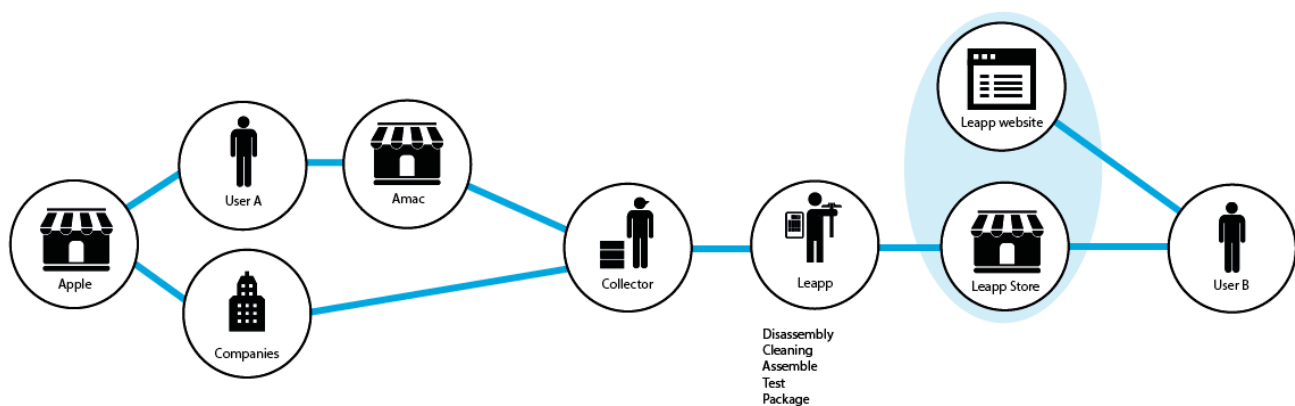 Apple
User A
Companies
Amac
Collector
Leapp
Disassembly
Cleaning
Assemble
Test
Package
Leapp website
Leapp Store
User B